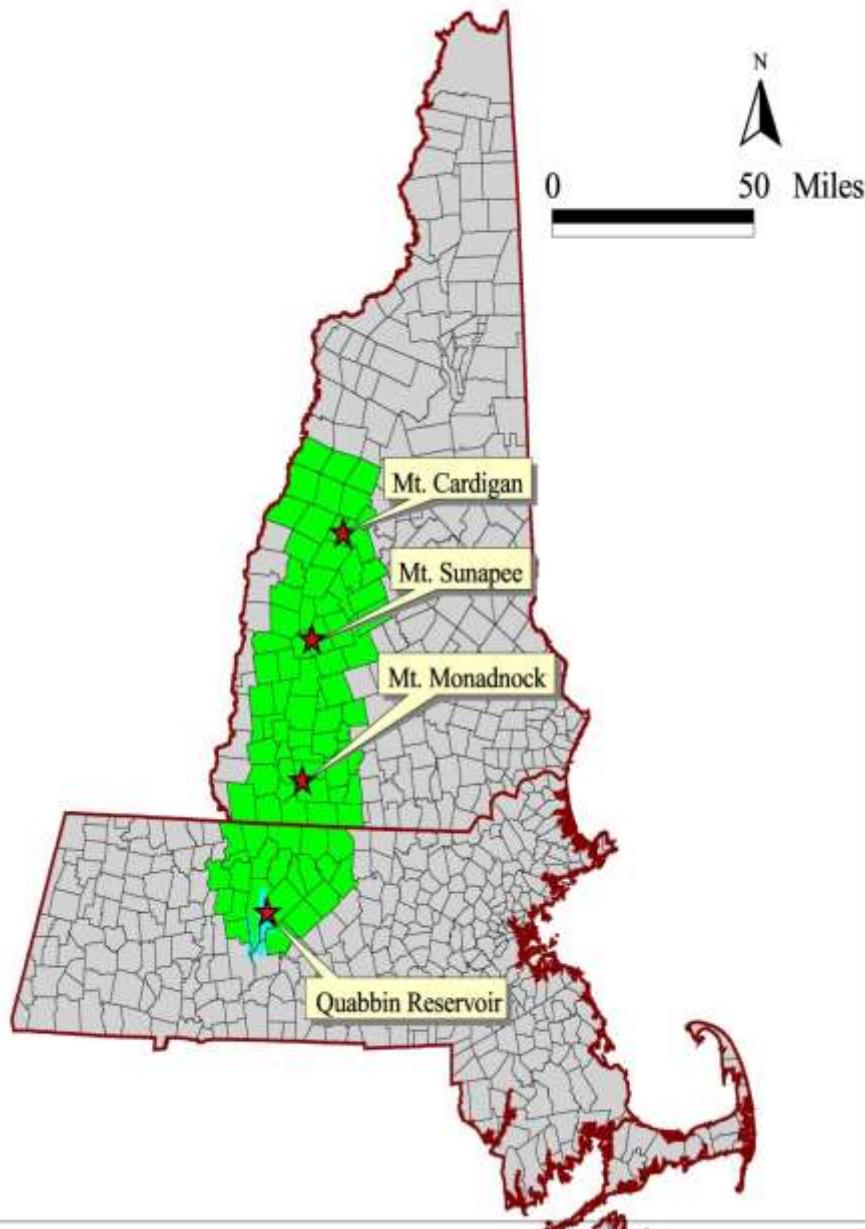 N
0 50 Miles
Mt. Cardigan
Mt. Sunapee
Mt. Monadnock
Quabbin Reservoir